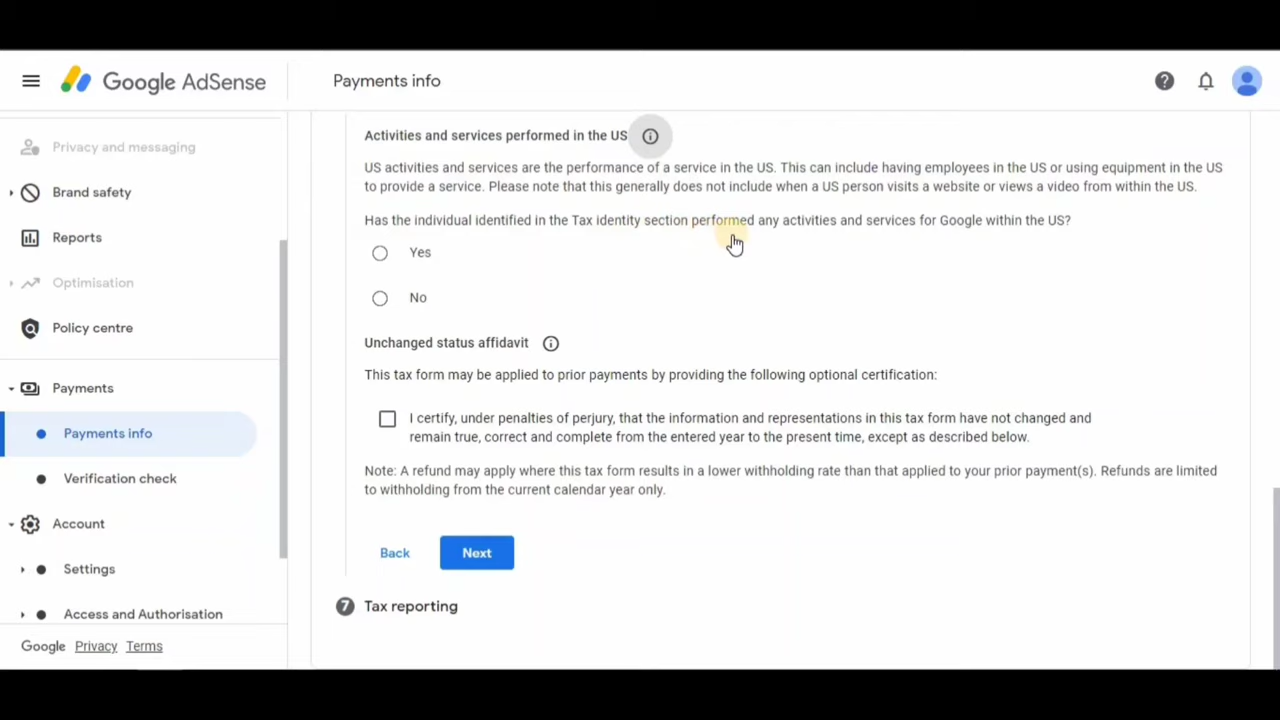 Google AdSense
Payments info
Privacy and messaging
Brand safety
Reports
Optimisation
Policy centre
Payments
Payments info
Verification check
Account
Settings
Access and Authorisation
Google Privacy Terms
Activities and services performed in the US
US activities and services are the performance of a service in the US. This can include having employees in the US or using equipment in the US
to provide a service. Please note that this generally does not include when a US person visits a website or views a video from within the US.
Has the individual identified in the Tax identity section performed any activities and services for Google within the US?
Yes
No
Unchanged status affidavit
This tax form may be applied to prior payments by providing the following optional certification:
I certify, under penalties of perjury, that the information and representations in this tax form have not changed and
remain true, correct and complete from the entered year to the present time, except as described below.
Note: A refund may apply where this tax form results in a lower withholding rate than that applied to your prior payment(s). Refunds are limited
to withholding from the current calendar year only.
Back
Next
7 Tax reporting